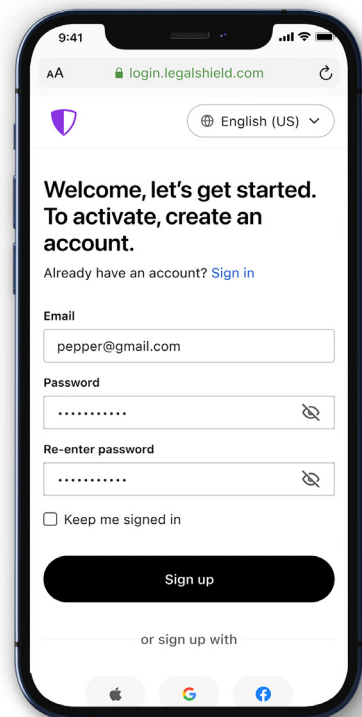 9:41
AA login.legalshield.com
English (US)
Welcome, let's get started.
To activate, create an
account.
Already have an account? Sign in
Email
pepper@gmail.com
Password
•••••••••••
Re-enter password
•••••••••••
Keep me signed in
Sign up
or sign up with